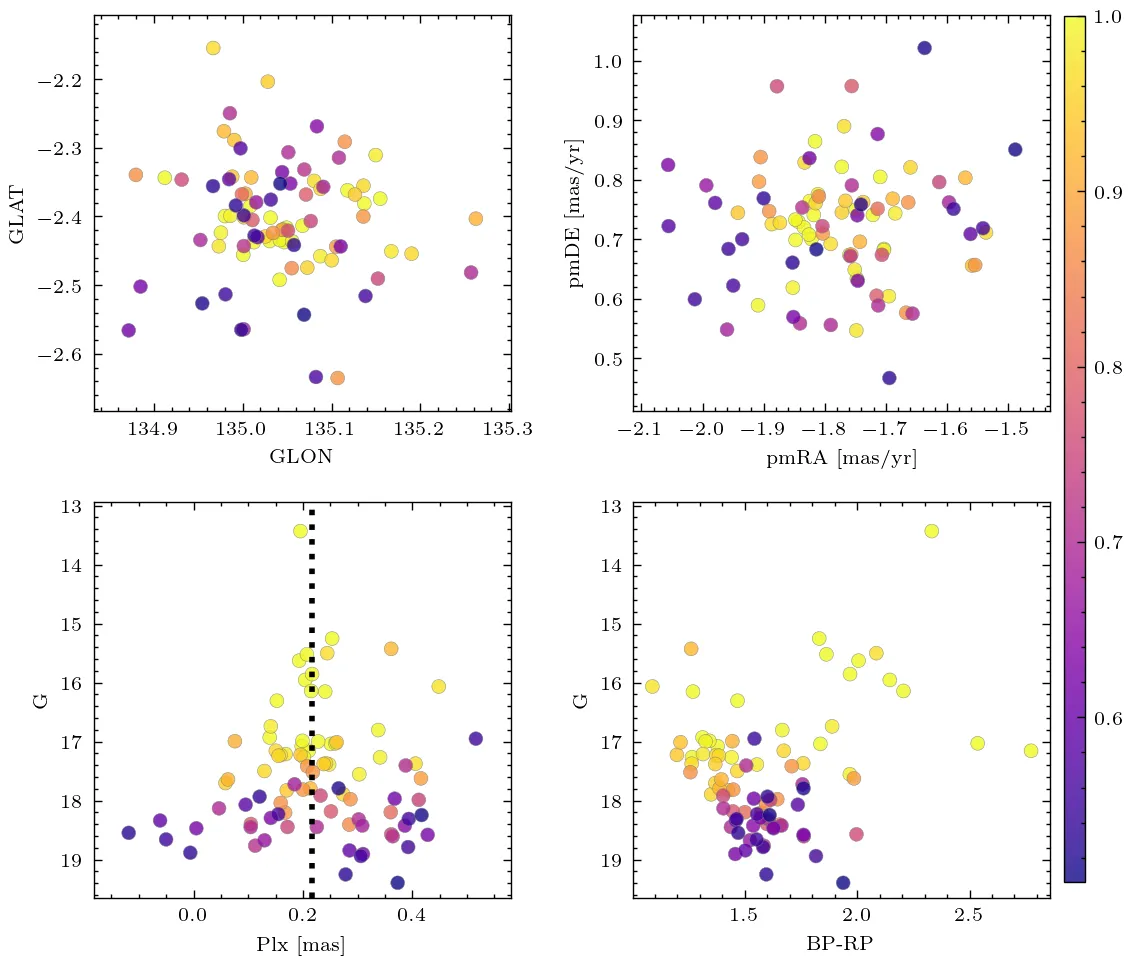 −2.2
−2.3
−2.4
−2.5
−2.6
GLAT
134.9 135.0 135.1 135.2 135.3
GLON
1.0
0.9
0.8
0.7
0.6
0.5
pmDE [mas/yr]
−2.1 −2.0 −1.9 −1.8 −1.7 −1.6 −1.5
pmRA [mas/yr]
1.0
0.9
0.8
0.7
0.6
13
14
15
16
17
18
19
G
0.0 0.2 0.4
Plx [mas]
13
14
15
16
17
18
19
G
1.5 2.0 2.5
BP-RP